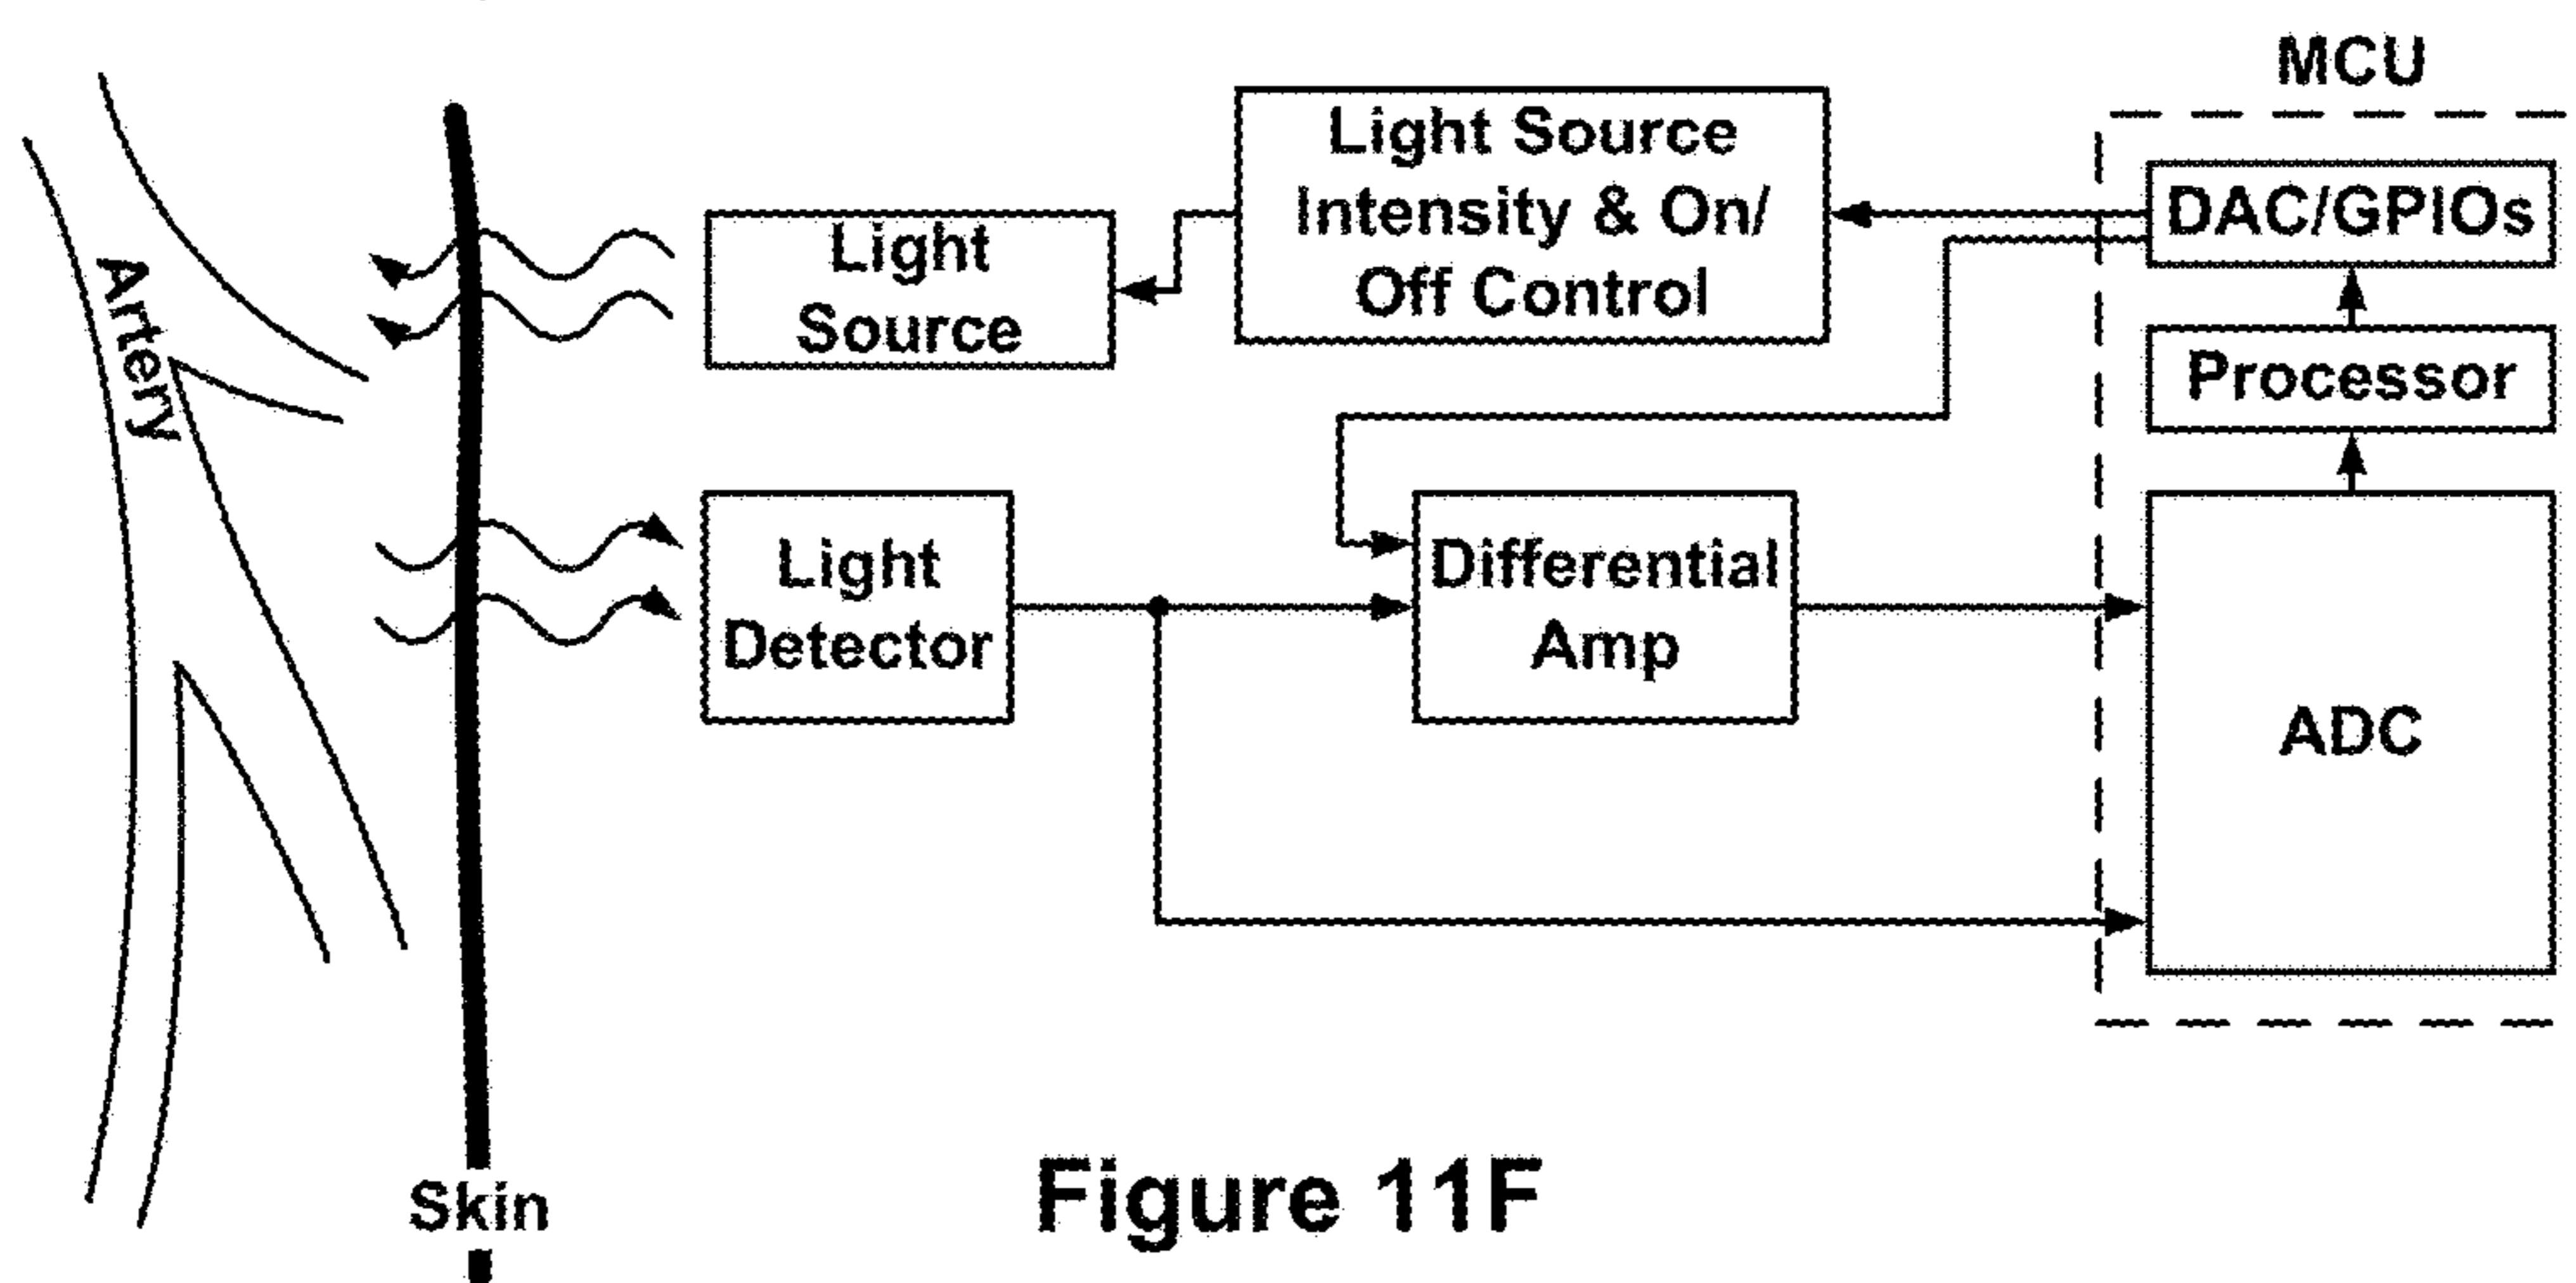 MCU
Light Source
Intensity & On/
Off Control
DAC/GPIOs
Light
Source
Processor
Artery
Light
Detector
Differential
Amp
ADC
Skin
Figure 11F